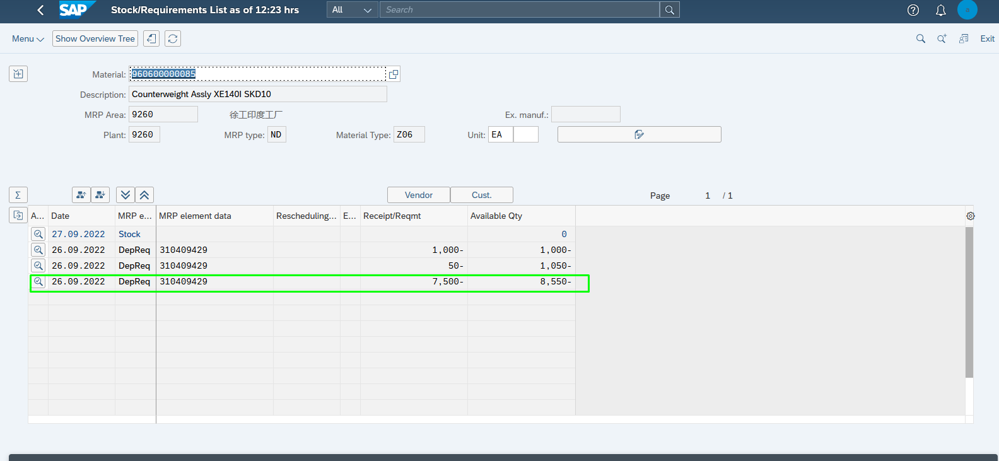 SAP Stock/Requirements List as of 12:23 hrs All Search
Menu Show Overview Tree Exit
Material: 960600000085
Description: Counterweight Assly XE140I SKD10
MRP Area: 9260 徐工印度工厂 Ex. manuf.:
Plant: 9260 MRP type: ND Material Type: Z06 Unit: EA
Σ Vendor Cust. Page 1 / 1
A... Date MRP e... MRP element data Rescheduling... E... Receipt/Reqmt Available Qty
27.09.2022 Stock 0
26.09.2022 DepReq 310409429 1,000- 1,000-
26.09.2022 DepReq 310409429 50- 1,050-
26.09.2022 DepReq 310409429 7,500- 8,550-